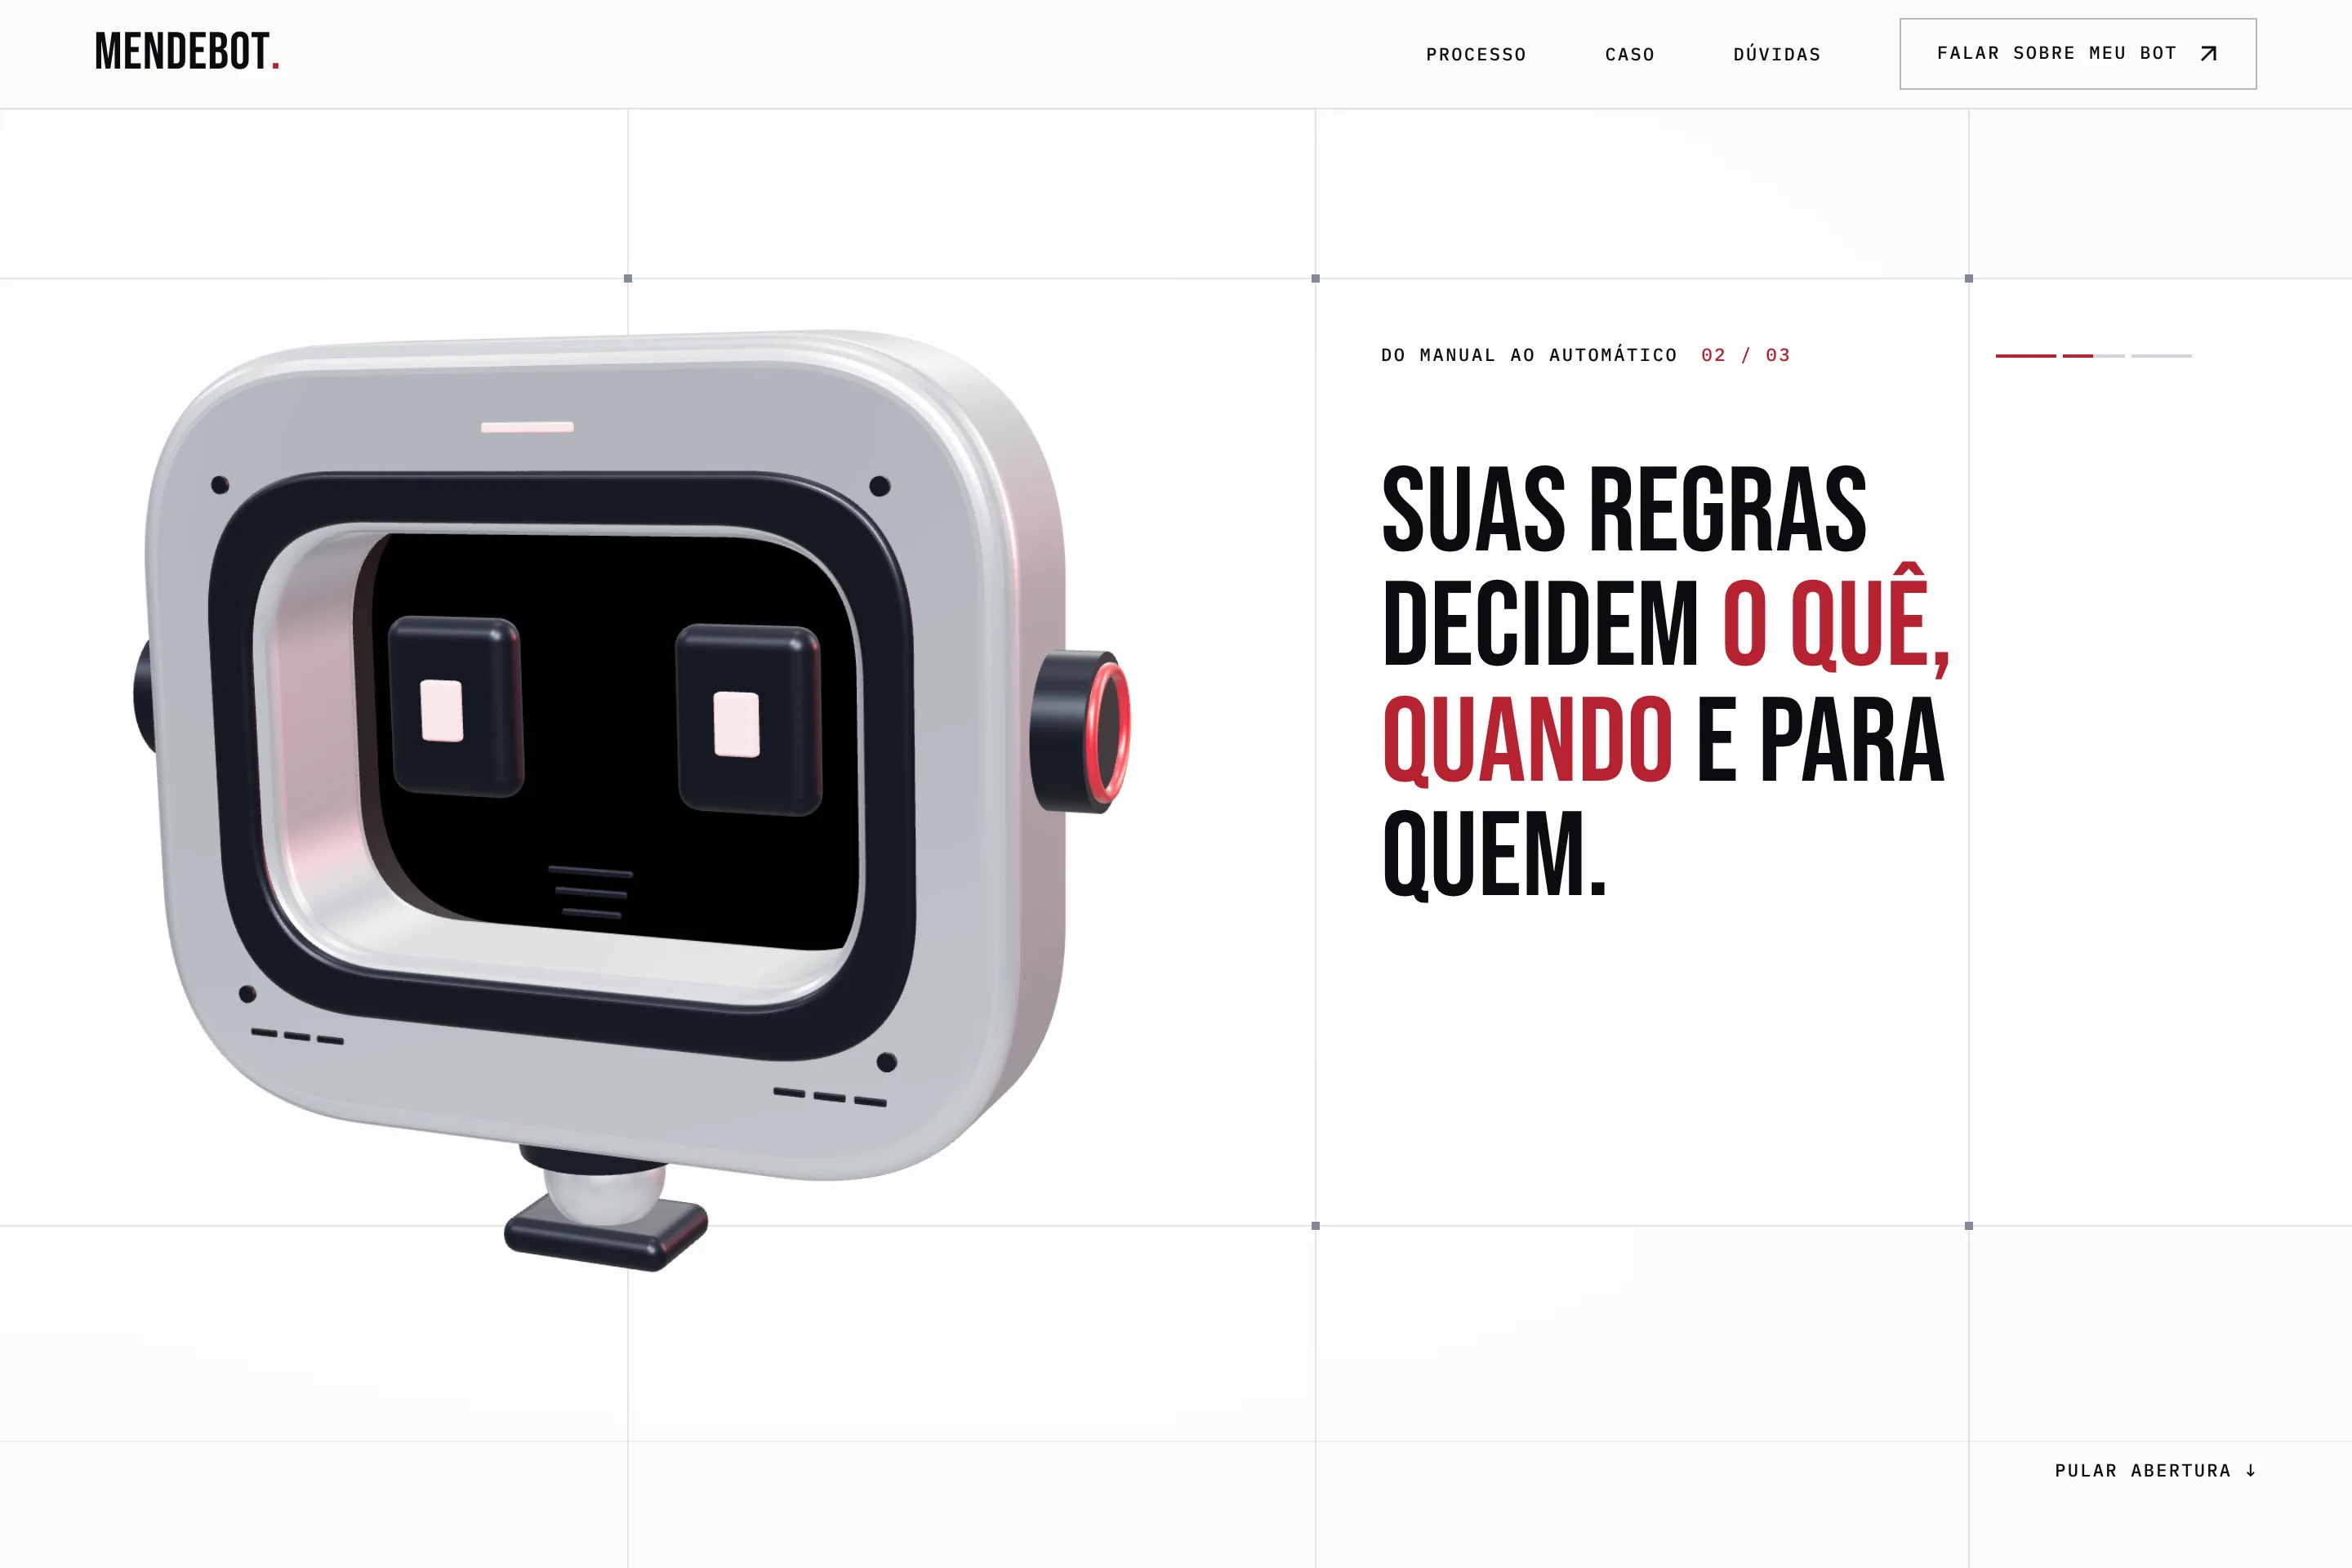 MENDEBOT.
PROCESSO
CASO
DÚVIDAS
FALAR SOBRE MEU BOT
DO MANUAL AO AUTOMÁTICO 02 / 03
SUAS REGRAS
DECIDEM O QUÊ,
QUANDO E PARA
QUEM.
PULAR ABERTURA ↓